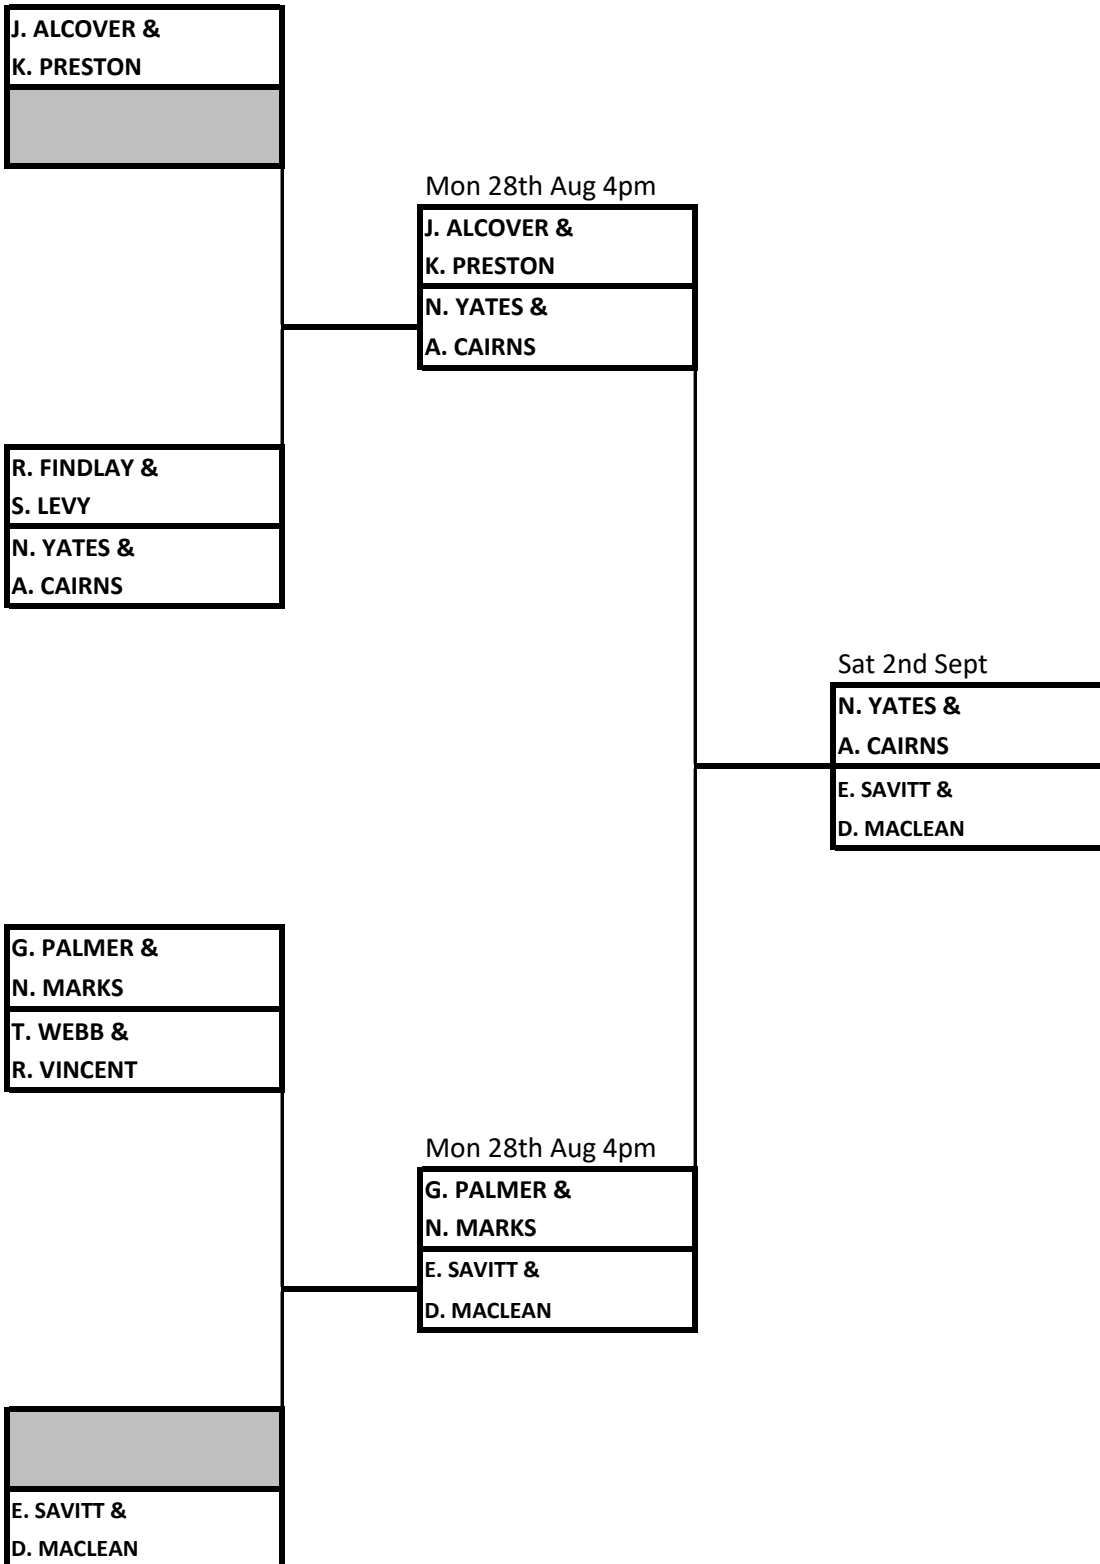 J. ALCOVER &
K. PRESTON
Mon 28th Aug 4pm
J. ALCOVER &
K. PRESTON
N. YATES &
A. CAIRNS
R. FINDLAY &
S. LEVY
N. YATES &
A. CAIRNS
Sat 2nd Sept
N. YATES &
A. CAIRNS
E. SAVITT &
D. MACLEAN
G. PALMER &
N. MARKS
T. WEBB &
R. VINCENT
Mon 28th Aug 4pm
G. PALMER &
N. MARKS
E. SAVITT &
D. MACLEAN
E. SAVITT &
D. MACLEAN